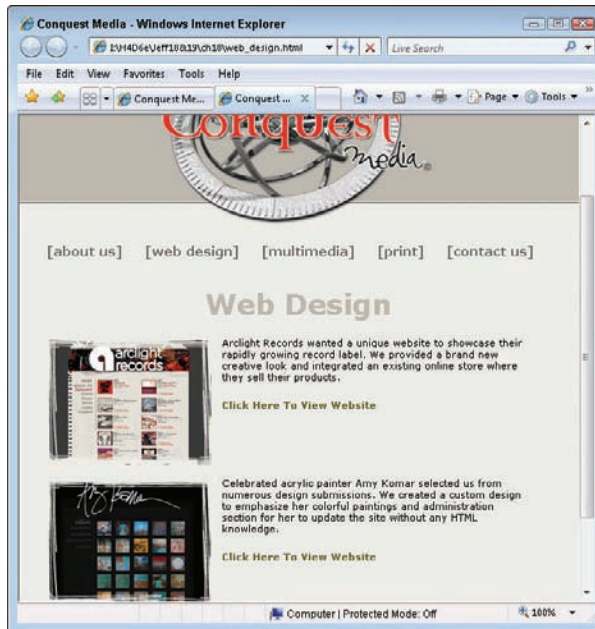 Conquest Media - Windows Internet Explorer
Live Search
File Edit View Favorites Tools Help
Conquest Me... Conquest ... Page Tools
Conquest
media
[about us] [web design] [multimedia] [print] [contact us]
Web Design
arclight
records
Arclight Records wanted a unique website to showcase their
rapidly growing record label. We provided a brand new
creative look and integrated an existing online store where
they sell their products.
Click Here To View Website
Amy Komar
Celebrated acrylic painter Amy Komar selected us from
numerous design submissions. We created a custom design
to emphasize her colorful paintings and administration
section for her to update the site without any HTML
knowledge.
Click Here To View Website
Computer | Protected Mode: Off 100%